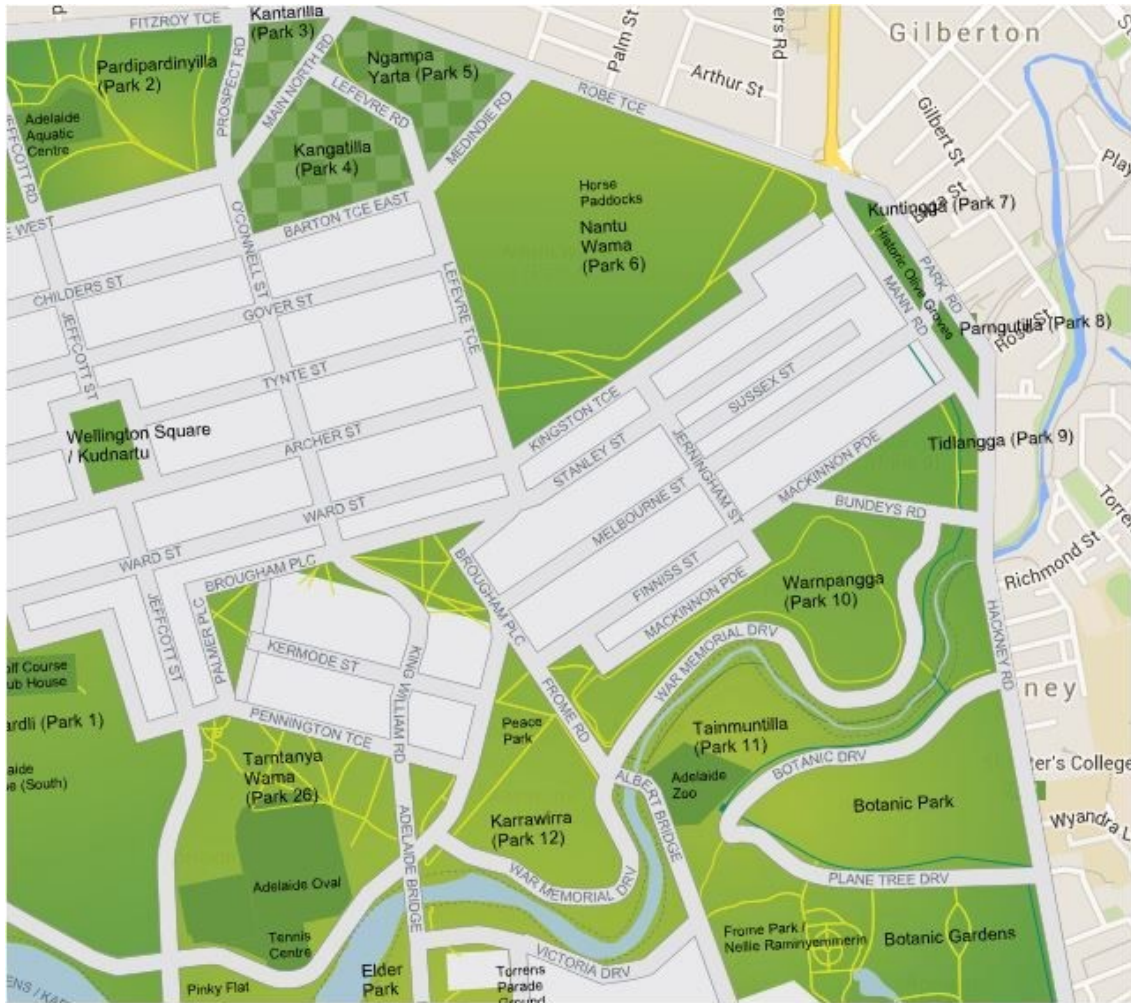 FITZROY TCE
Kantarilla
(Park 3)
Palm St
Gilberton
Pardipardinyilla
(Park 2)
PROSPECT RD
MAIN NORTH RD
Ngampa
Yarta (Park 5)
LEFEVRE RD
MEDINDIE RD
ROBE TCE
Arthur St
Gilbert St
Adelaide
Aquatic
Centre
JEFFCOTT RD
Kangatilla
(Park 4)
Horse
Paddocks
Nantu
Wama
(Park 6)
Kuntingga (Park 7)
Historic Olive Groves
PARK RD
MANN RD
Parngutilla (Park 8)
Rose St
BARTON TCE EAST
O'CONNELL ST
CHILDERS ST
JEFFCOTT ST
GOVER ST
LEFEVRE TCE
TYNTE ST
Wellington Square
/ Kudnartu
ARCHER ST
KINGSTON TCE
SUSSEX ST
STANLEY ST
JERNINGHAM ST
MACKINNON PDE
Tidlangga (Park 9)
BUNDEYS RD
WARD ST
MELBOURNE ST
WARD ST
BROUGHAM PLC
BROUGHAM PLC
FINNISS ST
MACKINNON PDE
Warnpangga
(Park 10)
Richmond St
JEFFCOTT ST
PALMER PLC
KERMODE ST
KING WILLIAM RD
WAR MEMORIAL DRV
HACKNEY RD
PENNINGTON TCE
FROME RD
Peace
Park
Tainmuntilla
(Park 11)
BOTANIC DRV
Tarntanya
Wama
(Park 26)
ALBERT BRIDGE
Adelaide
Zoo
Botanic Park
Karrawirra
(Park 12)
ADELAIDE BRIDGE
WAR MEMORIAL DRV
Adelaide Oval
PLANE TREE DRV
Tennis
Centre
VICTORIA DRV
Frome Park /
Nellie Raminyemmerin
Botanic Gardens
Pinky Flat
Elder
Park
Torrens
Parade
Ground